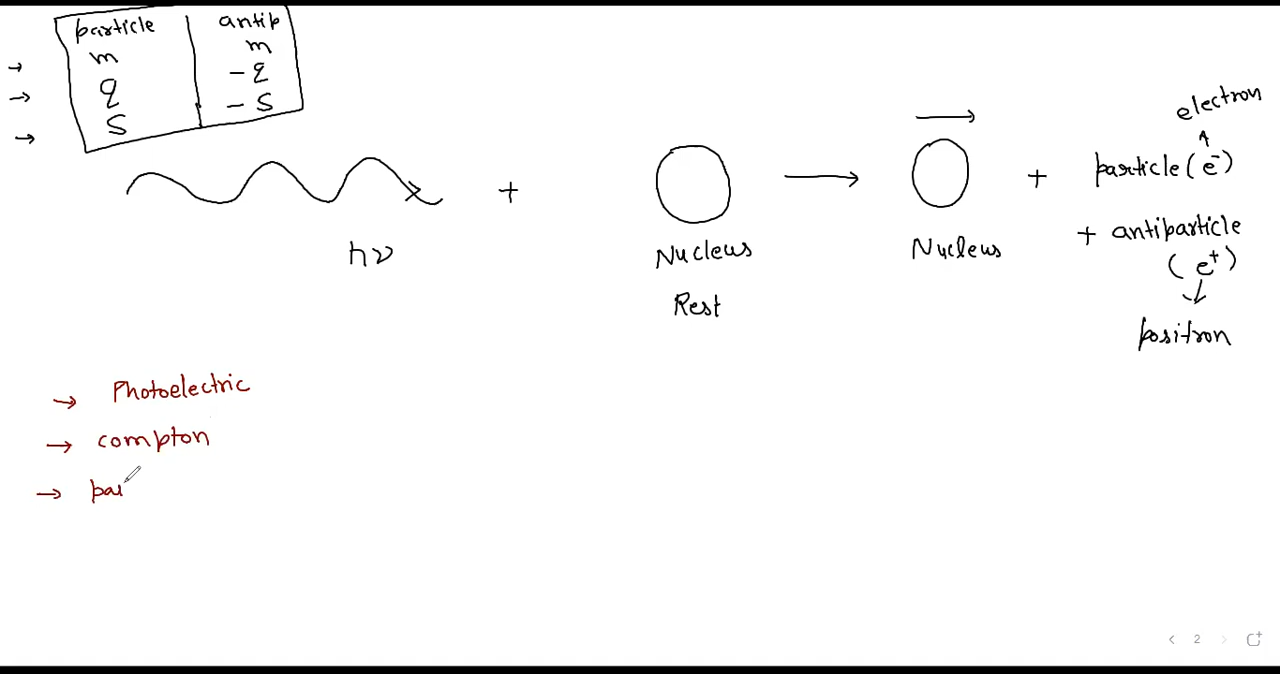 particle antip
m m
q -q
S -S
hν + Nucleus Rest → Nucleus + particle (e⁻) electron
+ antiparticle
(e⁺)
positron
→ Photoelectric
→ compton
→ pai
2